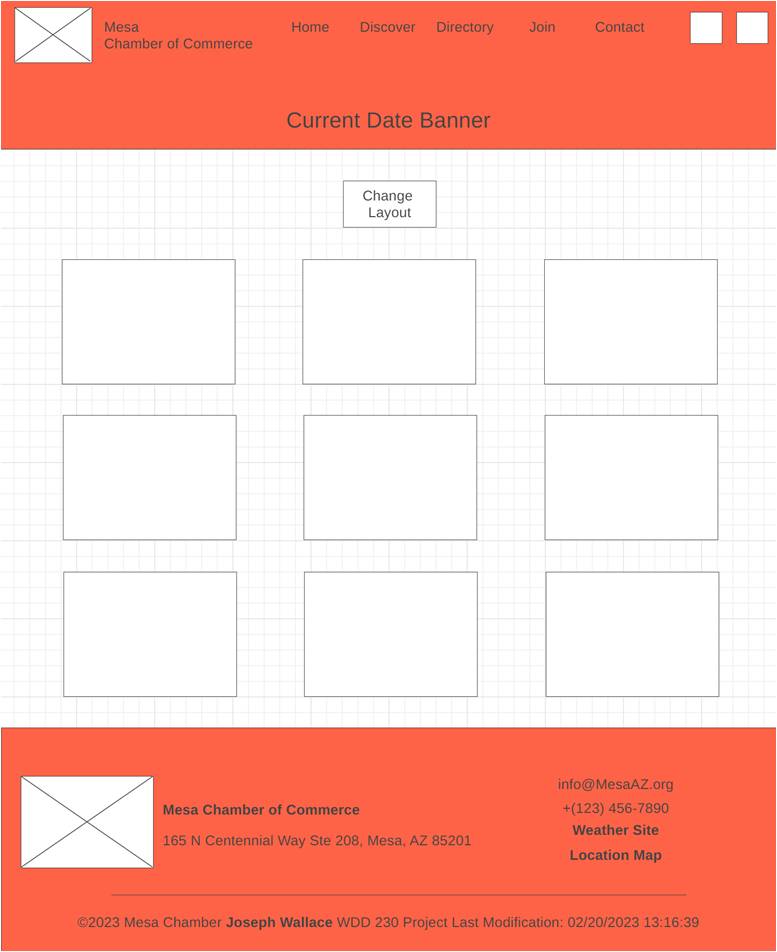 Mesa
Chamber of Commerce
Home Discover Directory Join Contact
Current Date Banner
Change
Layout
info@MesaAZ.org
+(123) 456-7890
Weather Site
Location Map
Mesa Chamber of Commerce
165 N Centennial Way Ste 208, Mesa, AZ 85201
©2023 Mesa Chamber Joseph Wallace WDD 230 Project Last Modification: 02/20/2023 13:16:39